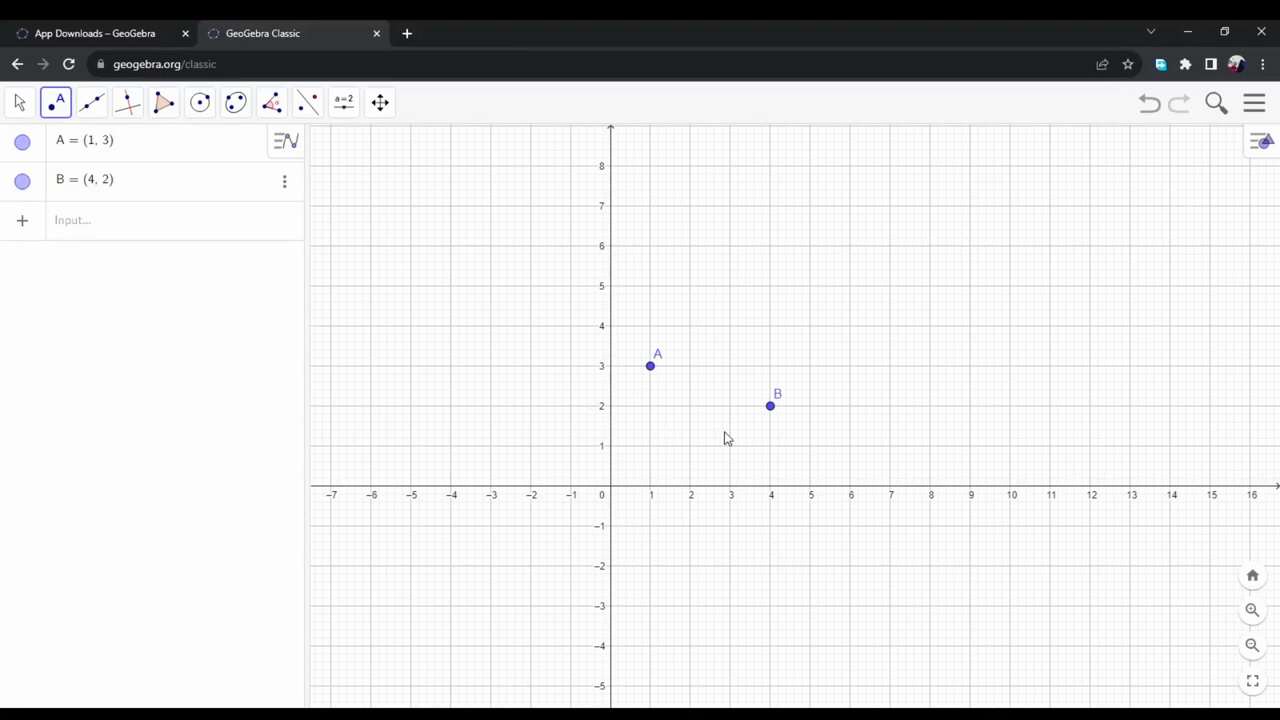 App Downloads – GeoGebra
GeoGebra Classic
geogebra.org/classic
A
a=2
A = (1, 3)
B = (4, 2)
Input...
8
7
6
5
4
A
3
B
2
1
–7 –6 –5 –4 –3 –2 –1 0 1 2 3 4 5 6 7 8 9 10 11 12 13 14 15 16
–1
–2
–3
–4
–5